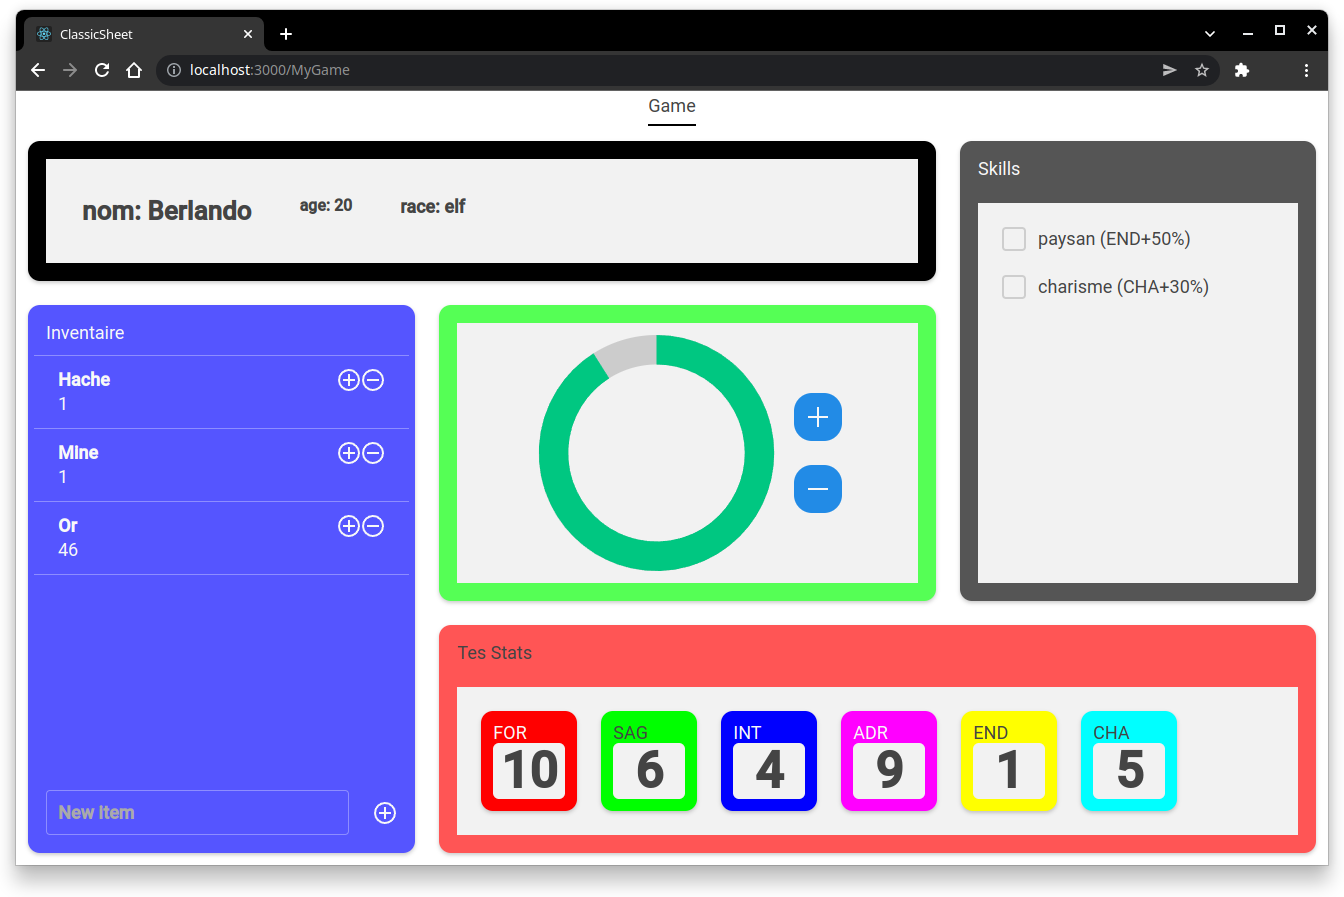 ClassicSheet
localhost:3000/MyGame
Game
nom: Berlando
age: 20
race: elf
Skills
paysan (END+50%)
charisme (CHA+30%)
Inventaire
Hache
1
MIne
1
Or
46
New Item
Tes Stats
FOR
10
SAG
6
INT
4
ADR
9
END
1
CHA
5